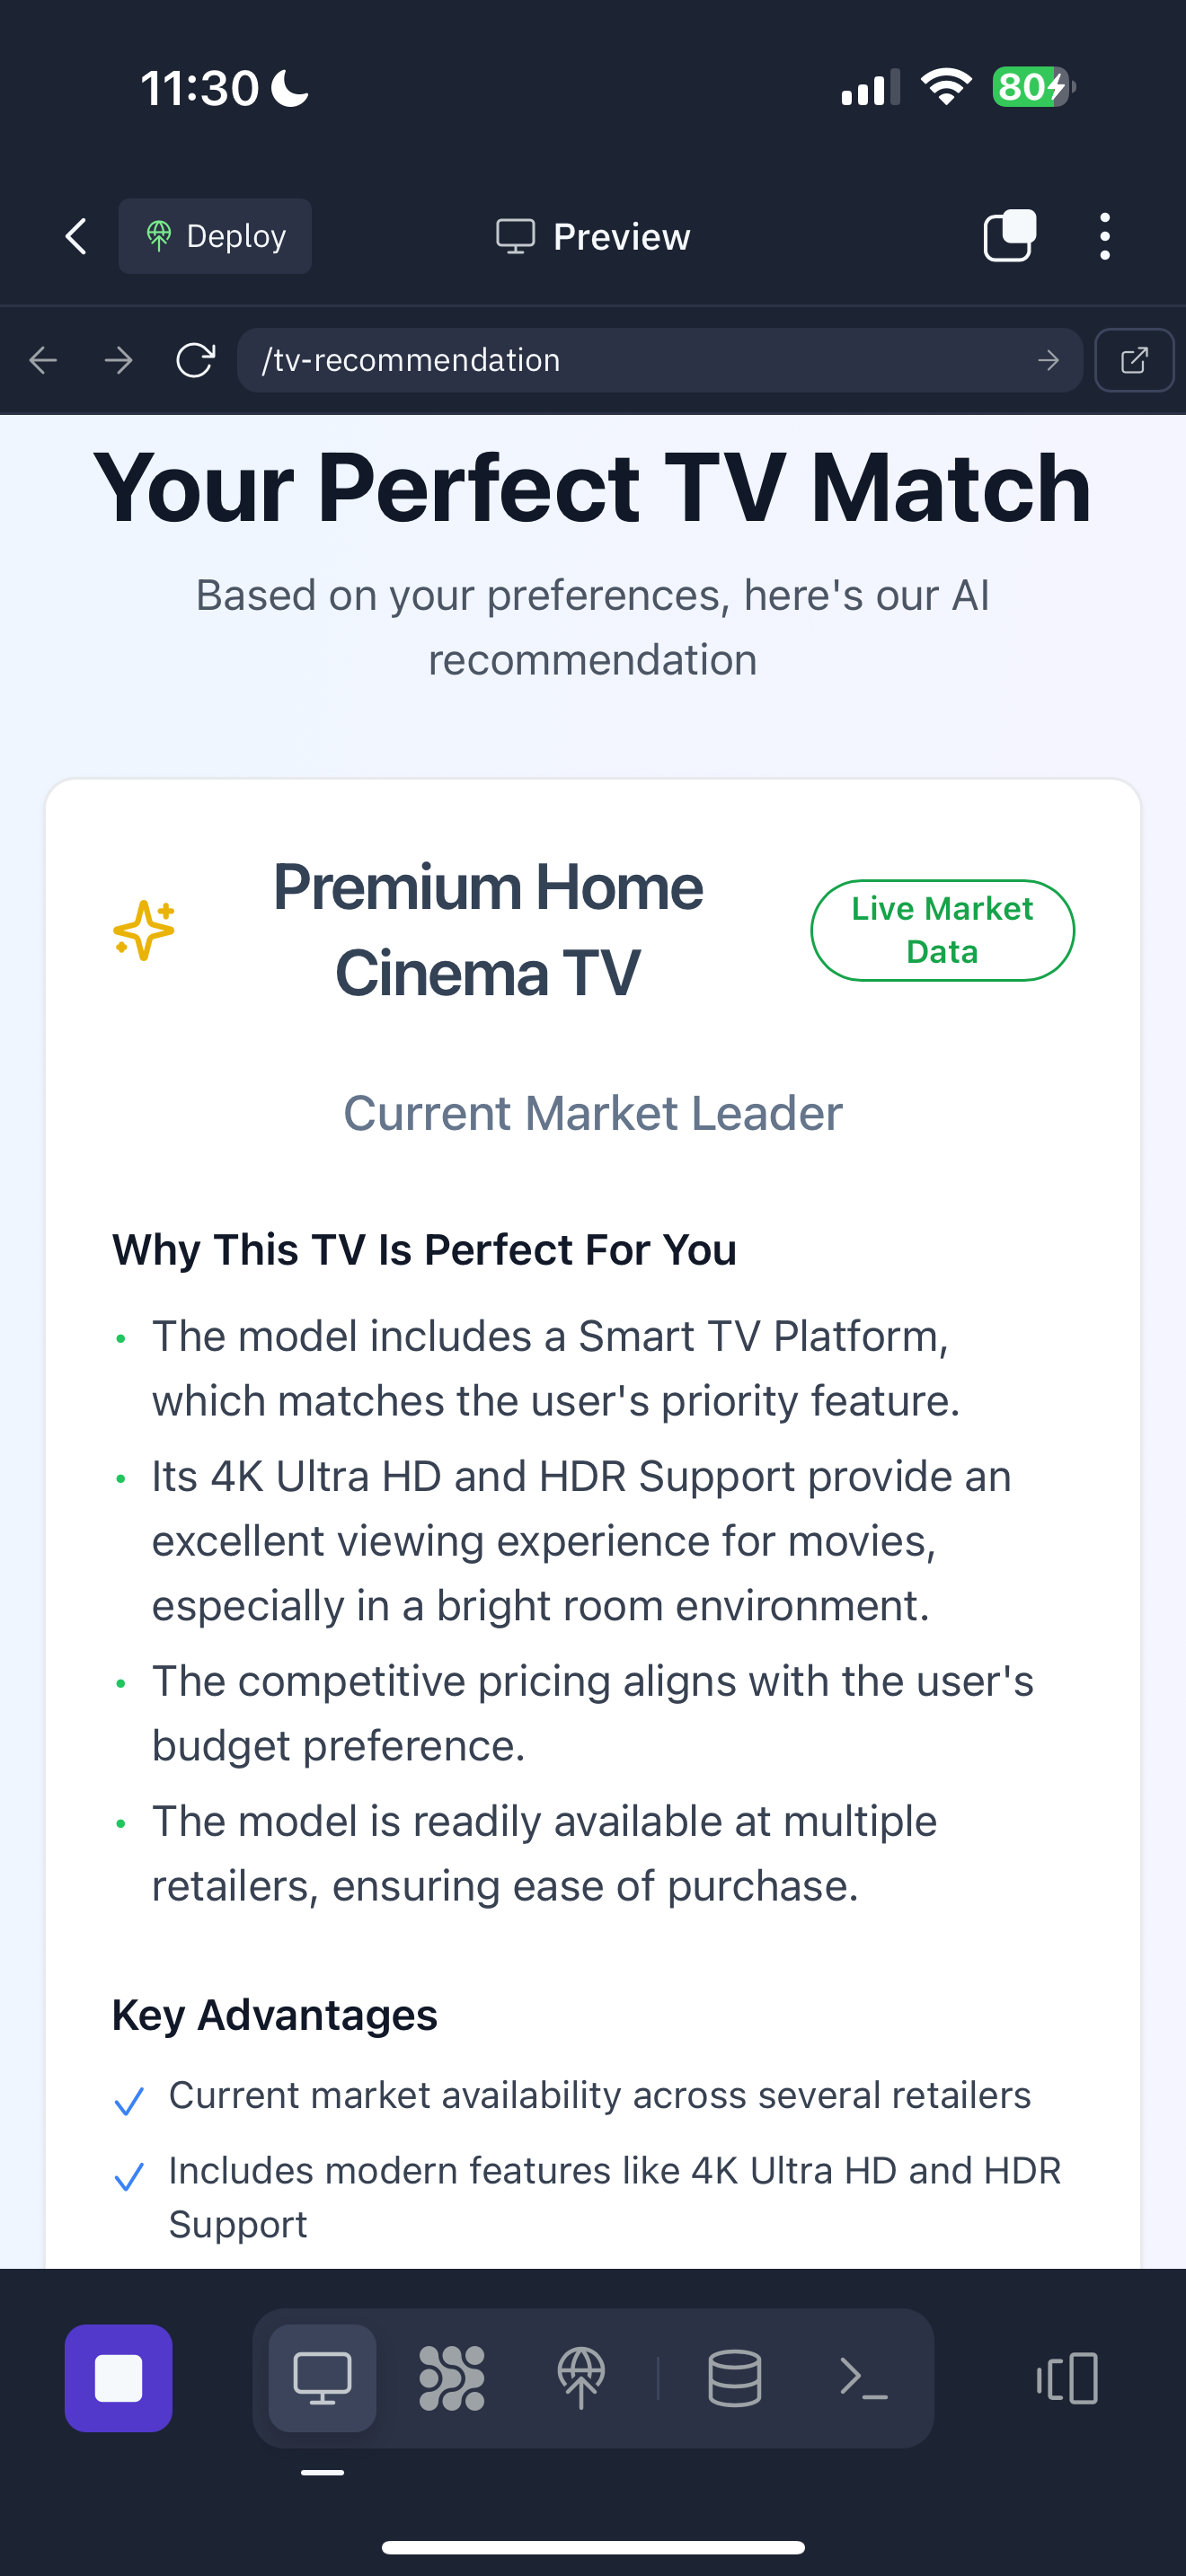 11:30
80
Deploy
Preview
/tv-recommendation
Your Perfect TV Match
Based on your preferences, here's our AI
recommendation
Premium Home
Cinema TV
Live Market
Data
Current Market Leader
Why This TV Is Perfect For You
• The model includes a Smart TV Platform,
which matches the user's priority feature.
• Its 4K Ultra HD and HDR Support provide an
excellent viewing experience for movies,
especially in a bright room environment.
• The competitive pricing aligns with the user's
budget preference.
• The model is readily available at multiple
retailers, ensuring ease of purchase.
Key Advantages
Current market availability across several retailers
Includes modern features like 4K Ultra HD and HDR
Support